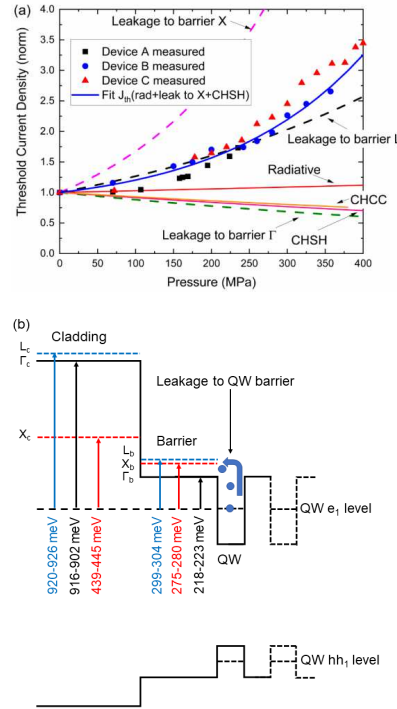 (a)
4.0
3.5
3.0
2.5
2.0
1.5
1.0
0.5
0.0
Threshold Current Density (norm)
Leakage to barrier X
Device A measured
Device B measured
Device C measured
Fit Jth(rad+leak to X+CHSH)
Leakage to barrier L
Radiative
CHCC
Leakage to barrier Γ
CHSH
0 50 100 150 200 250 300 350 400
Pressure (MPa)
(b)
Cladding
Lc
Γc
Leakage to QW barrier
Xc
Barrier
Lb
Xb
Γb
QW e1 level
QW
920-926 meV
916-902 meV
439-445 meV
299-304 meV
275-280 meV
218-223 meV
QW hh1 level